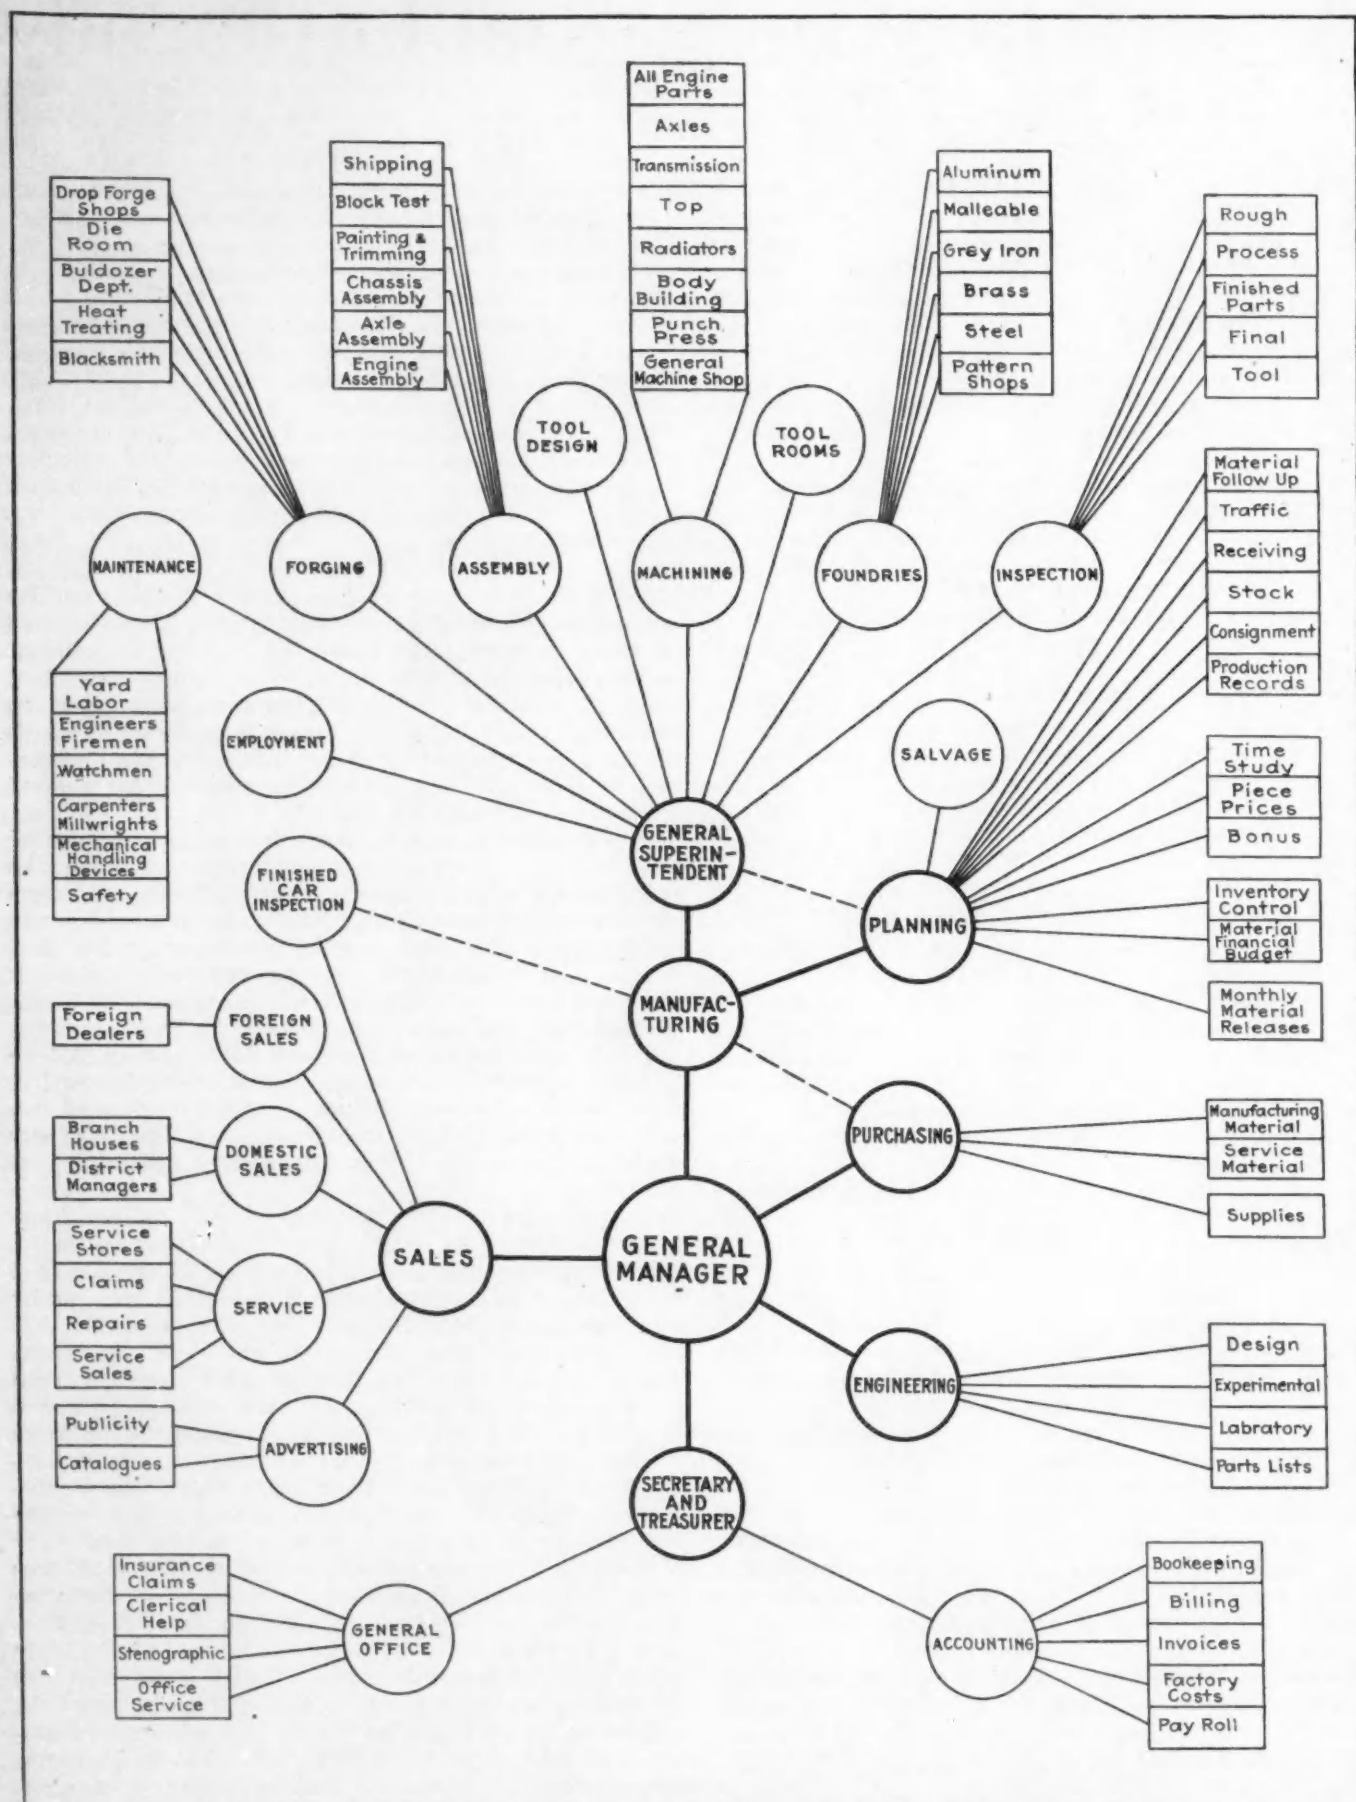 All Engine
Parts
Axles
Transmission
Top
Radiators
Body
Building
Punch
Press
General
Machine Shop
Shipping
Block Test
Painting &
Trimming
Chassis
Assembly
Axle
Assembly
Engine
Assembly
Aluminum
Malleable
Grey Iron
Brass
Steel
Pattern
Shops
Drop Forge
Shops
Die
Room
Buldozer
Dept.
Heat
Treating
Blacksmith
Rough
Process
Finished
Parts
Final
Tool
TOOL
DESIGN
TOOL
ROOMS
MAINTENANCE
FORGING
ASSEMBLY
MACHINING
FOUNDRIES
INSPECTION
Material
Follow Up
Traffic
Receiving
Stock
Consignment
Production
Records
Yard
Labor
Engineers
Firemen
Watchmen
Carpenters
Millwrights
Mechanical
Handling
Devices
Safety
EMPLOYMENT
SALVAGE
Time
Study
Piece
Prices
Bonus
GENERAL
SUPERIN-
TENDENT
FINISHED
CAR
INSPECTION
PLANNING
Inventory
Control
Material
Financial
Budget
Monthly
Material
Releases
MANUFAC-
TURING
Foreign
Dealers
FOREIGN
SALES
Branch
Houses
District
Managers
DOMESTIC
SALES
PURCHASING
Manufacturing
Material
Service
Material
Supplies
Service
Stores
Claims
Repairs
Service
Sales
SERVICE
SALES
GENERAL
MANAGER
ENGINEERING
Design
Experimental
Labratory
Parts Lists
Publicity
Catalogues
ADVERTISING
SECRETARY
AND
TREASURER
Insurance
Claims
Clerical
Help
Stenographic
Office
Service
GENERAL
OFFICE
ACCOUNTING
Bookeeping
Billing
Invoices
Factory
Costs
Pay Roll